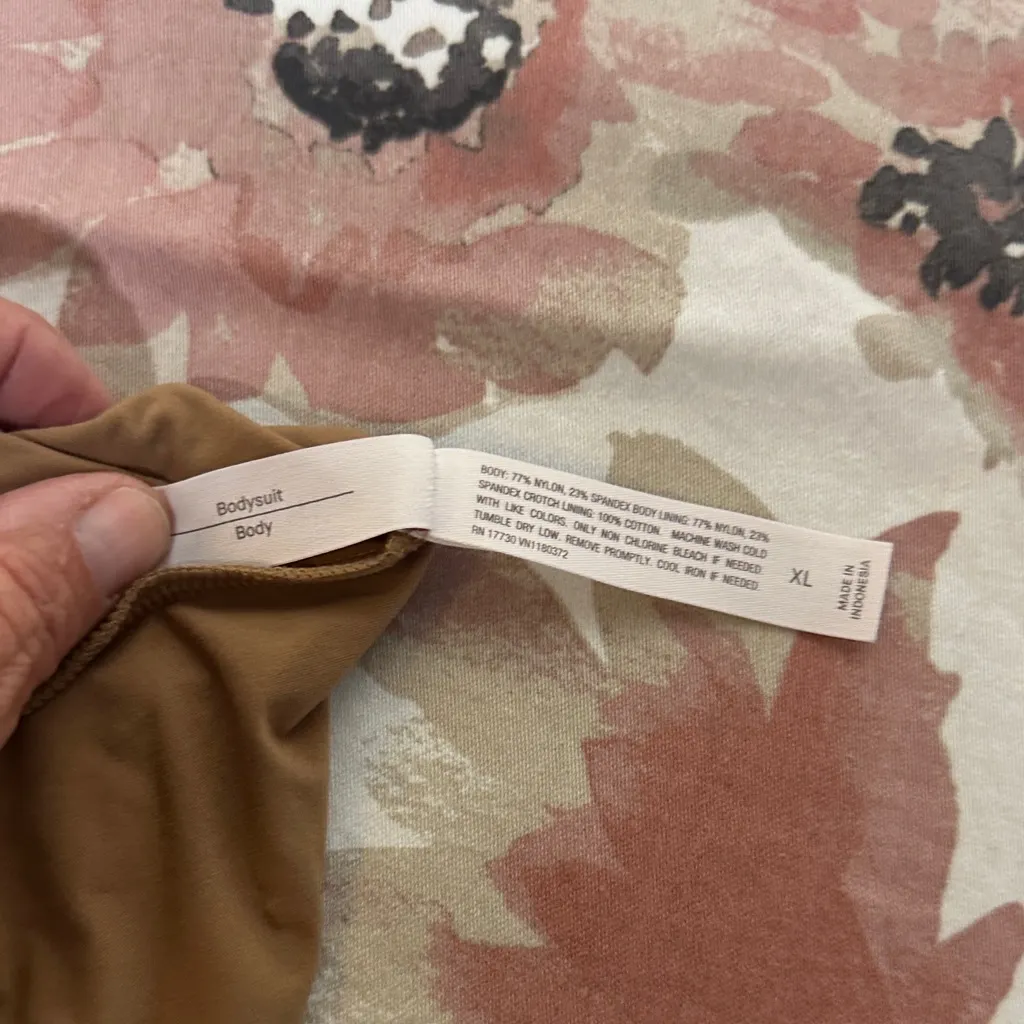 Bodysuit
Body
BODY: 77% NYLON, 23% SPANDEX BODY LINING: 77% NYLON, 23%
SPANDEX CROTCH LINING: 100% COTTON. MACHINE WASH COLD
WITH LIKE COLORS. ONLY NON CHLORINE BLEACH IF NEEDED.
TUMBLE DRY LOW. REMOVE PROMPTLY. COOL IRON IF NEEDED.
RN 17730 VN1180372
XL
MADE IN
INDONESIA